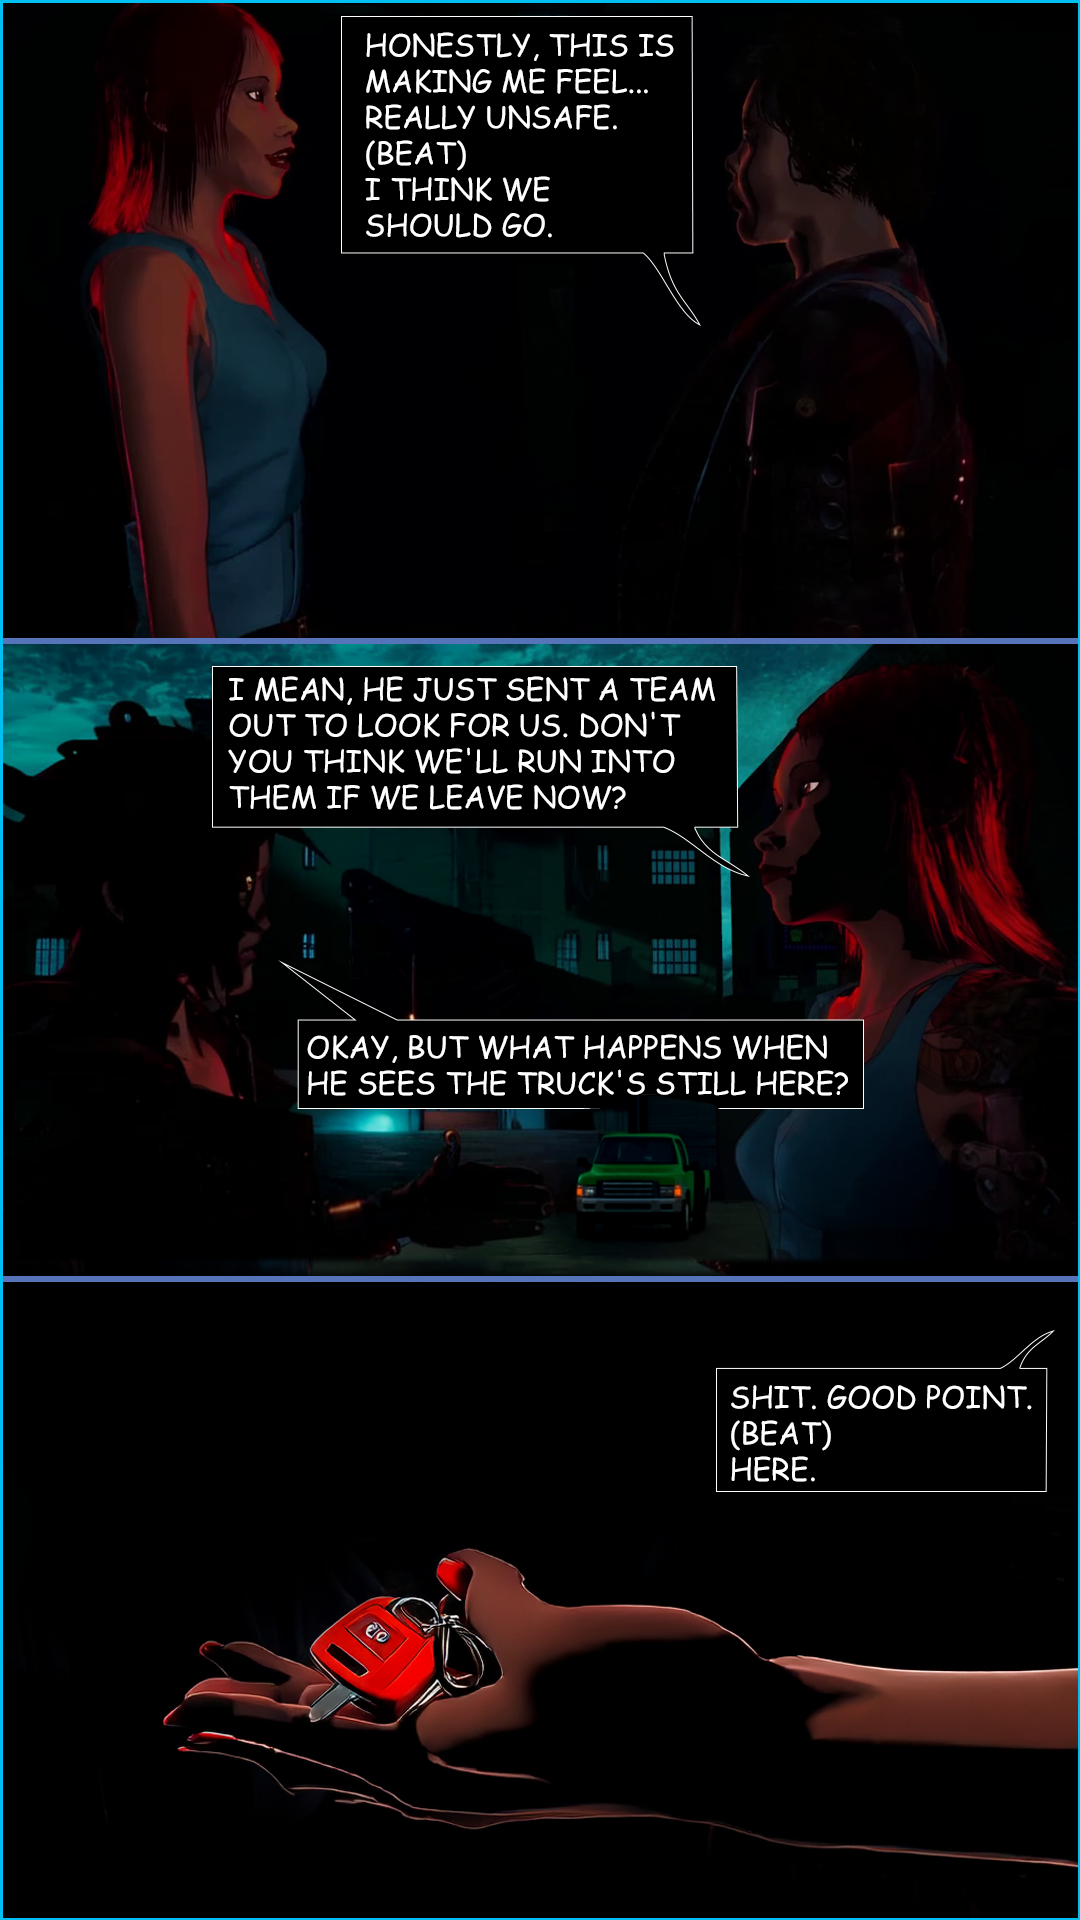 HONESTLY, THIS IS
MAKING ME FEEL...
REALLY UNSAFE.
(BEAT)
I THINK WE
SHOULD GO.
I MEAN, HE JUST SENT A TEAM
OUT TO LOOK FOR US. DON'T
YOU THINK WE'LL RUN INTO
THEM IF WE LEAVE NOW?
OKAY, BUT WHAT HAPPENS WHEN
HE SEES THE TRUCK'S STILL HERE?
SHIT. GOOD POINT.
(BEAT)
HERE.